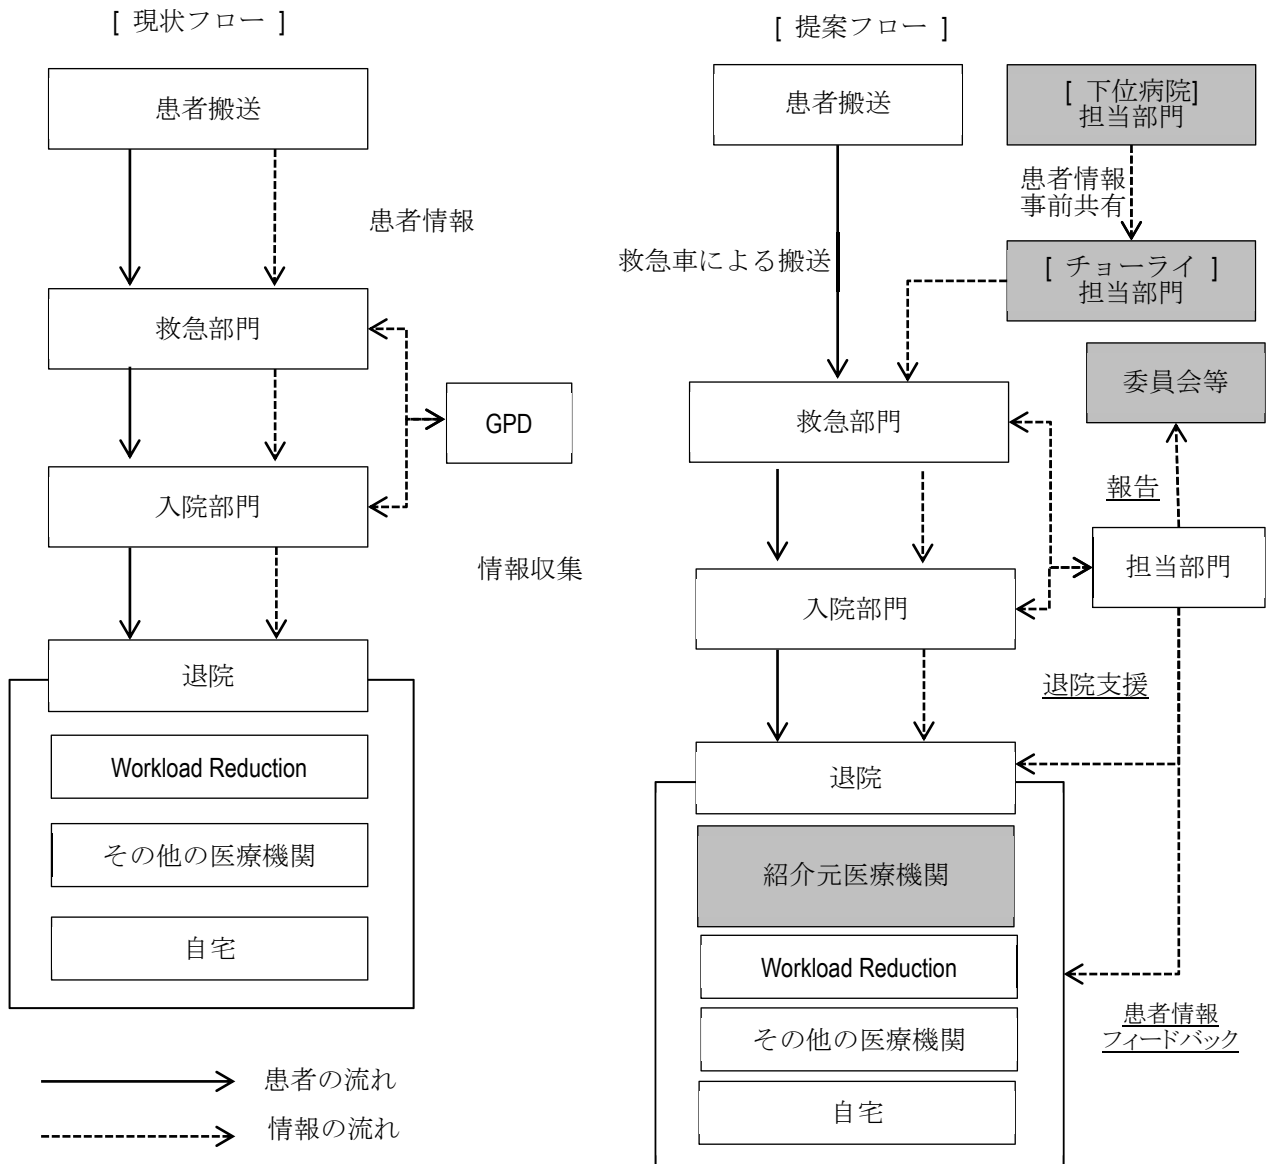 [ 現状フロー ]
患者搬送
患者情報
救急部門
GPD
入院部門
情報収集
退院
Workload Reduction
その他の医療機関
自宅
患者の流れ
情報の流れ
[ 提案フロー ]
患者搬送
[ 下位病院]
担当部門
患者情報
事前共有
救急車による搬送
[ チョーライ ]
担当部門
委員会等
救急部門
報告
担当部門
入院部門
退院支援
退院
紹介元医療機関
Workload Reduction
患者情報
フィードバック
その他の医療機関
自宅